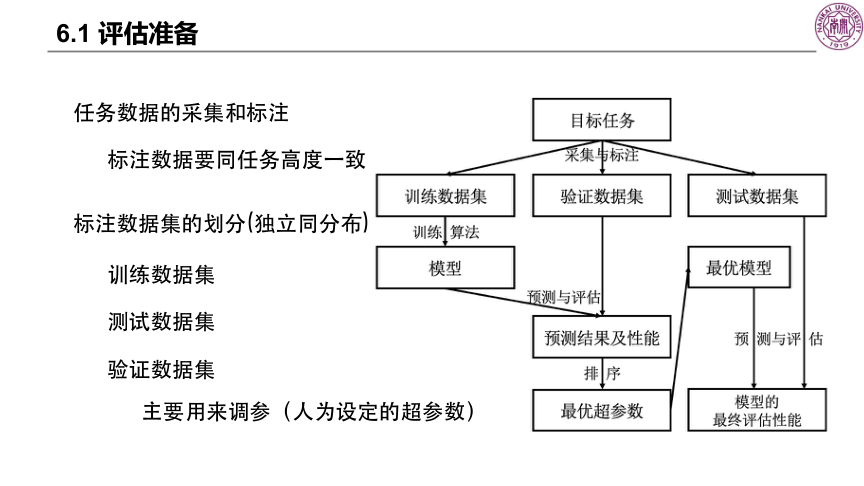 6.1 评估准备
NANKAI UNIVERSITY
南開
1919
任务数据的采集和标注
标注数据要同任务高度一致
标注数据集的划分(独立同分布)
训练数据集
测试数据集
验证数据集
主要用来调参（人为设定的超参数）
目标任务
采集与标注
训练数据集
验证数据集
测试数据集
训练 算法
模型
最优模型
预测与评估
预测结果及性能
预 测与评 估
排 序
最优超参数
模型的
最终评估性能